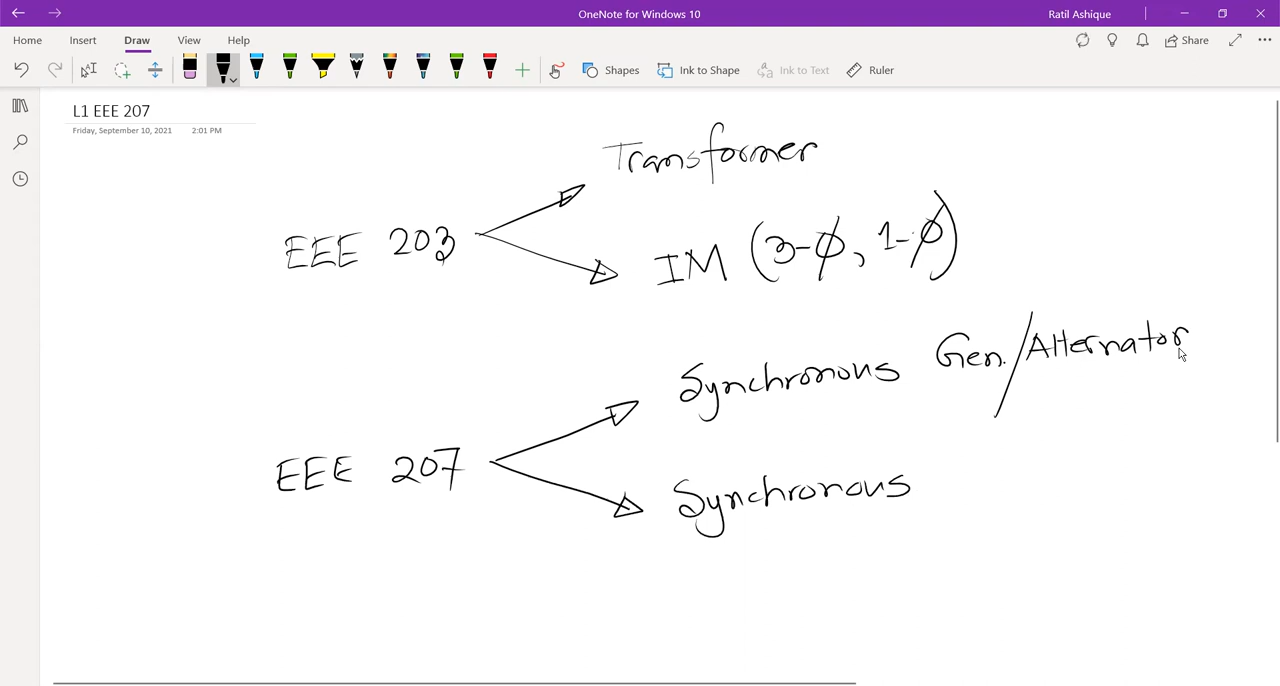 OneNote for Windows 10
Ratil Ashique
Home Insert Draw View Help
Share
Shapes Ink to Shape Ink to Text Ruler
L1 EEE 207
Friday, September 10, 2021 2:01 PM
Transformer
EEE 203
IM (3-φ, 1-φ)
Synchronous Gen./Alternator
EEE 207
Synchronous